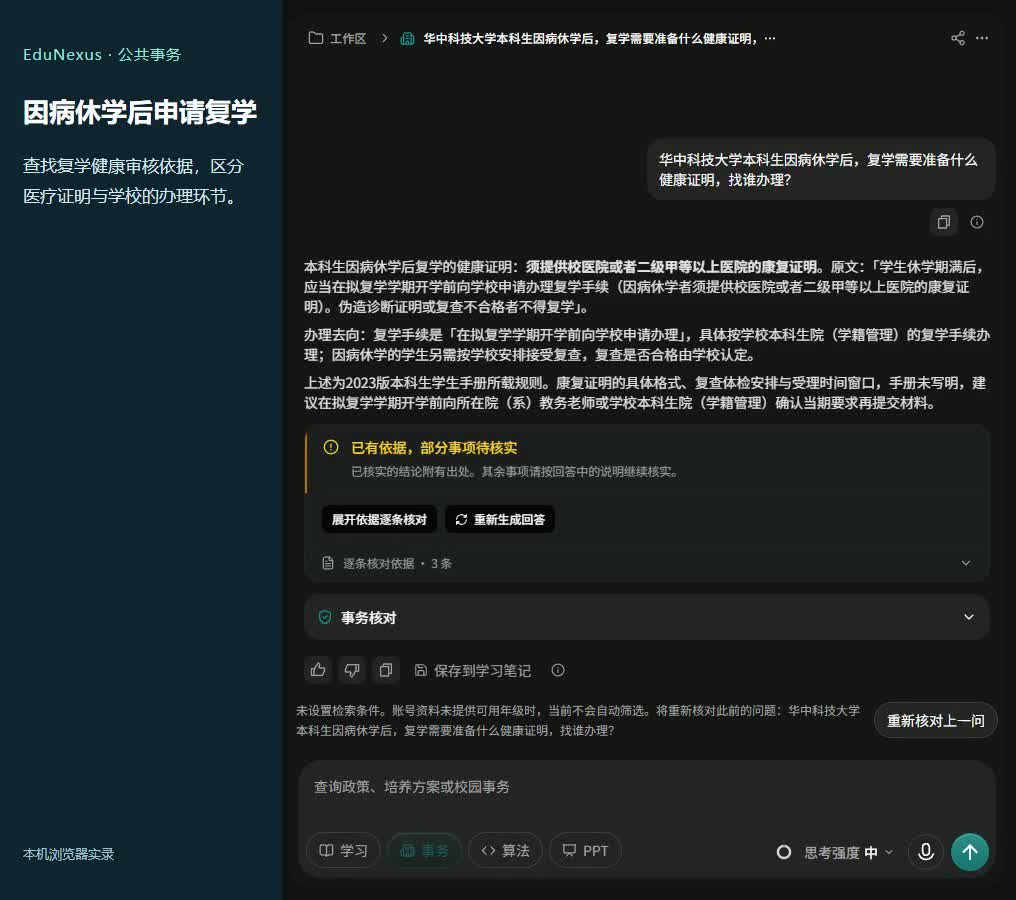 EduNexus · 公共事务
因病休学后申请复学
查找复学健康审核依据，区分
医疗证明与学校的办理环节。
本机浏览器实录
工作区
华中科技大学本科生因病休学后，复学需要准备什么健康证明，...
华中科技大学本科生因病休学后，复学需要准备什么
健康证明，找谁办理？
本科生因病休学后复学的健康证明：须提供校医院或者二级甲等以上医院的康复证明。原文：「学生休学期满后，
应当在拟复学学期开学前向学校申请办理复学手续（因病休学者须提供校医院或者二级甲等以上医院的康复证
明）。伪造诊断证明或复查不合格者不得复学」。
办理去向：复学手续是「在拟复学学期开学前向学校申请办理」，具体按学校本科生院（学籍管理）的复学手续办
理；因病休学的学生另需按学校安排接受复查，复查是否合格由学校认定。
上述为2023版本科生学生手册所载规则。康复证明的具体格式、复查体检安排与受理时间窗口，手册未写明，建
议在拟复学学期开学前向所在院（系）教务老师或学校本科生院（学籍管理）确认当期要求再提交材料。
已有依据，部分事项待核实
已核实的结论附有出处。其余事项请按回答中的说明继续核实。
展开依据逐条核对
重新生成回答
逐条核对依据 · 3 条
事务核对
保存到学习笔记
未设置检索条件。账号资料未提供可用年级时，当前不会自动筛选。将重新核对此前的问题：华中科技大学
本科生因病休学后，复学需要准备什么健康证明，找谁办理？
重新核对上一问
查询政策、培养方案或校园事务
学习
事务
算法
PPT
思考强度 中